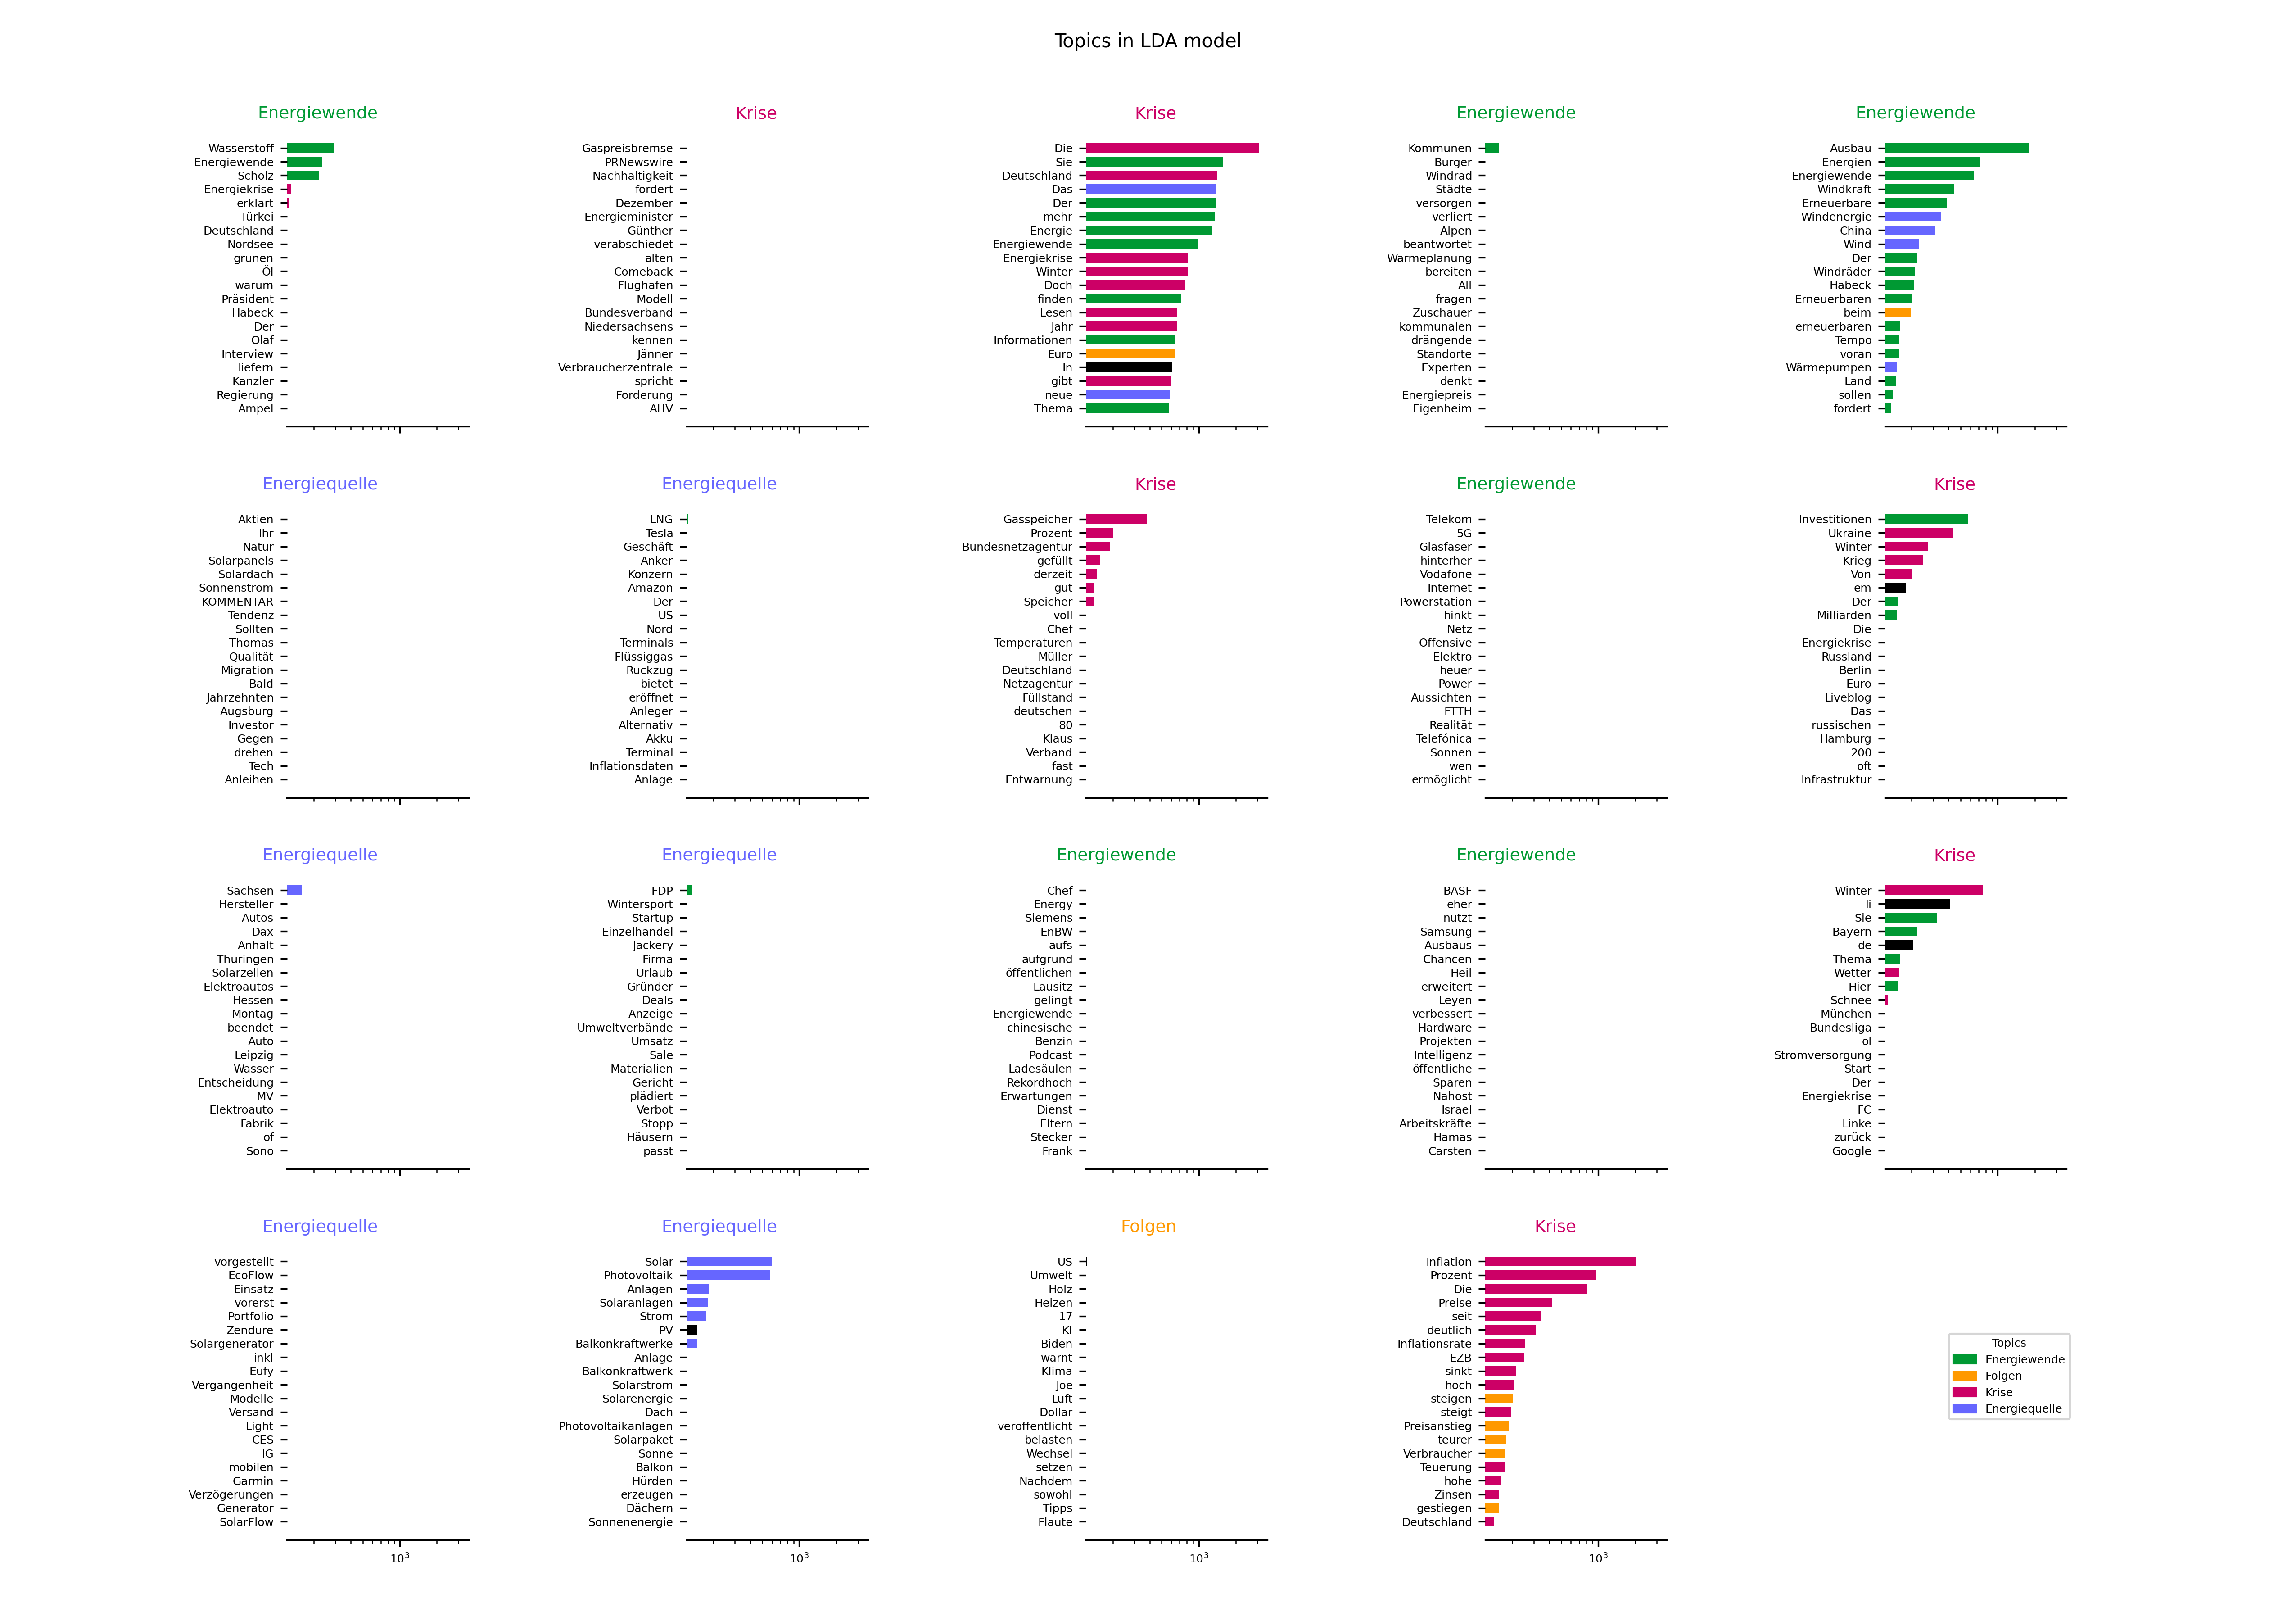 Topics in LDA model
Energiewende
Wasserstoff
Energiewende
Scholz
Energiekrise
erklärt
Türkei
Deutschland
Nordsee
grünen
Öl
warum
Präsident
Habeck
Der
Olaf
Interview
liefern
Kanzler
Regierung
Ampel
Krise
Gaspreisbremse
PRNewswire
Nachhaltigkeit
fordert
Dezember
Energieminister
Günther
verabschiedet
alten
Comeback
Flughafen
Modell
Bundesverband
Niedersachsens
kennen
Jänner
Verbraucherzentrale
spricht
Forderung
AHV
Krise
Die
Sie
Deutschland
Das
Der
mehr
Energie
Energiewende
Energiekrise
Winter
Doch
finden
Lesen
Jahr
Informationen
Euro
In
gibt
neue
Thema
Energiewende
Kommunen
Burger
Windrad
Städte
versorgen
verliert
Alpen
beantwortet
Wärmeplanung
bereiten
All
fragen
Zuschauer
kommunalen
drängende
Standorte
Experten
denkt
Energiepreis
Eigenheim
Energiewende
Ausbau
Energien
Energiewende
Windkraft
Erneuerbare
Windenergie
China
Wind
Der
Windräder
Habeck
Erneuerbaren
beim
erneuerbaren
Tempo
voran
Wärmepumpen
Land
sollen
fordert
Energiequelle
Aktien
Ihr
Natur
Solarpanels
Solardach
Sonnenstrom
KOMMENTAR
Tendenz
Sollten
Thomas
Qualität
Migration
Bald
Jahrzehnten
Augsburg
Investor
Gegen
drehen
Tech
Anleihen
Energiequelle
LNG
Tesla
Geschäft
Anker
Konzern
Amazon
Der
US
Nord
Terminals
Flüssiggas
Rückzug
bietet
eröffnet
Anleger
Alternativ
Akku
Terminal
Inflationsdaten
Anlage
Krise
Gasspeicher
Prozent
Bundesnetzagentur
gefüllt
derzeit
gut
Speicher
voll
Chef
Temperaturen
Müller
Deutschland
Netzagentur
Füllstand
deutschen
80
Klaus
Verband
fast
Entwarnung
Energiewende
Telekom
5G
Glasfaser
hinterher
Vodafone
Internet
Powerstation
hinkt
Netz
Offensive
Elektro
heuer
Power
Aussichten
FTTH
Realität
Telefónica
Sonnen
wen
ermöglicht
Krise
Investitionen
Ukraine
Winter
Krieg
Von
em
Der
Milliarden
Die
Energiekrise
Russland
Berlin
Euro
Liveblog
Das
russischen
Hamburg
200
oft
Infrastruktur
Energiequelle
Sachsen
Hersteller
Autos
Dax
Anhalt
Thüringen
Solarzellen
Elektroautos
Hessen
Montag
beendet
Auto
Leipzig
Wasser
Entscheidung
MV
Elektroauto
Fabrik
of
Sono
Energiequelle
FDP
Wintersport
Startup
Einzelhandel
Jackery
Firma
Urlaub
Gründer
Deals
Anzeige
Umweltverbände
Umsatz
Sale
Materialien
Gericht
plädiert
Verbot
Stopp
Häusern
passt
Energiewende
Chef
Energy
Siemens
EnBW
aufs
aufgrund
öffentlichen
Lausitz
gelingt
Energiewende
chinesische
Benzin
Podcast
Ladesäulen
Rekordhoch
Erwartungen
Dienst
Eltern
Stecker
Frank
Energiewende
BASF
eher
nutzt
Samsung
Ausbaus
Chancen
Heil
erweitert
Leyen
verbessert
Hardware
Projekten
Intelligenz
öffentliche
Sparen
Nahost
Israel
Arbeitskräfte
Hamas
Carsten
Krise
Winter
li
Sie
Bayern
de
Thema
Wetter
Hier
Schnee
München
Bundesliga
ol
Stromversorgung
Start
Der
Energiekrise
FC
Linke
zurück
Google
Energiequelle
vorgestellt
EcoFlow
Einsatz
vorerst
Portfolio
Zendure
Solargenerator
inkl
Eufy
Vergangenheit
Modelle
Versand
Light
CES
IG
mobilen
Garmin
Verzögerungen
Generator
SolarFlow
10³
Energiequelle
Solar
Photovoltaik
Anlagen
Solaranlagen
Strom
PV
Balkonkraftwerke
Anlage
Balkonkraftwerk
Solarstrom
Solarenergie
Dach
Photovoltaikanlagen
Solarpaket
Sonne
Balkon
Hürden
erzeugen
Dächern
Sonnenenergie
10³
Folgen
US
Umwelt
Holz
Heizen
17
KI
Biden
warnt
Klima
Joe
Luft
Dollar
veröffentlicht
belasten
Wechsel
setzen
Nachdem
sowohl
Tipps
Flaute
10³
Krise
Inflation
Prozent
Die
Preise
seit
deutlich
Inflationsrate
EZB
sinkt
hoch
steigen
steigt
Preisanstieg
teurer
Verbraucher
Teuerung
hohe
Zinsen
gestiegen
Deutschland
10³
Topics
Energiewende
Folgen
Krise
Energiequelle